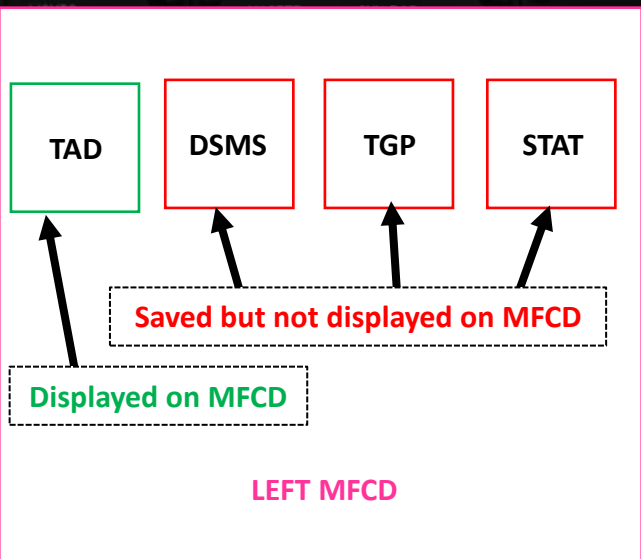 TAD
DSMS
TGP
STAT
Saved but not displayed on MFCD
Displayed on MFCD
LEFT MFCD